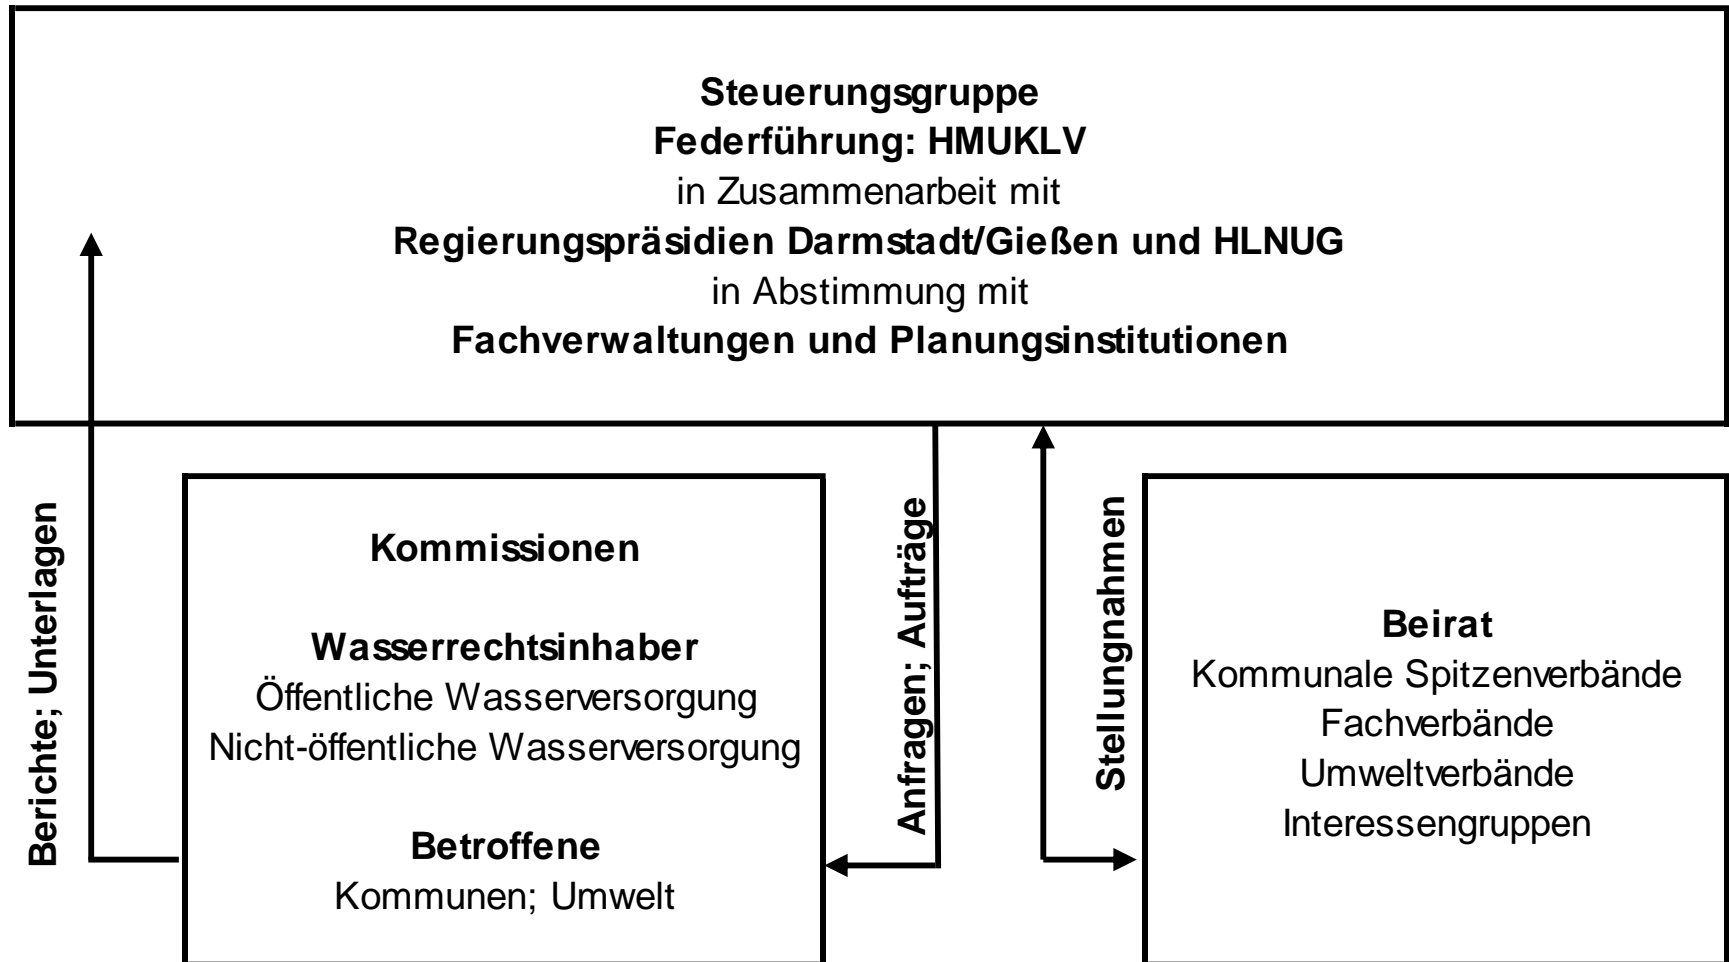 Steuerungsgruppe
Federführung: HMUKLV
in Zusammenarbeit mit
Regierungspräsidien Darmstadt/Gießen und HLNUG
in Abstimmung mit
Fachverwaltungen und Planungsinstitutionen
Berichte; Unterlagen
Kommissionen
Wasserrechtsinhaber
Öffentliche Wasserversorgung
Nicht-öffentliche Wasserversorgung
Betroffene
Kommunen; Umwelt
Anfragen; Aufträge
Stellungnahmen
Beirat
Kommunale Spitzenverbände
Fachverbände
Umweltverbände
Interessengruppen